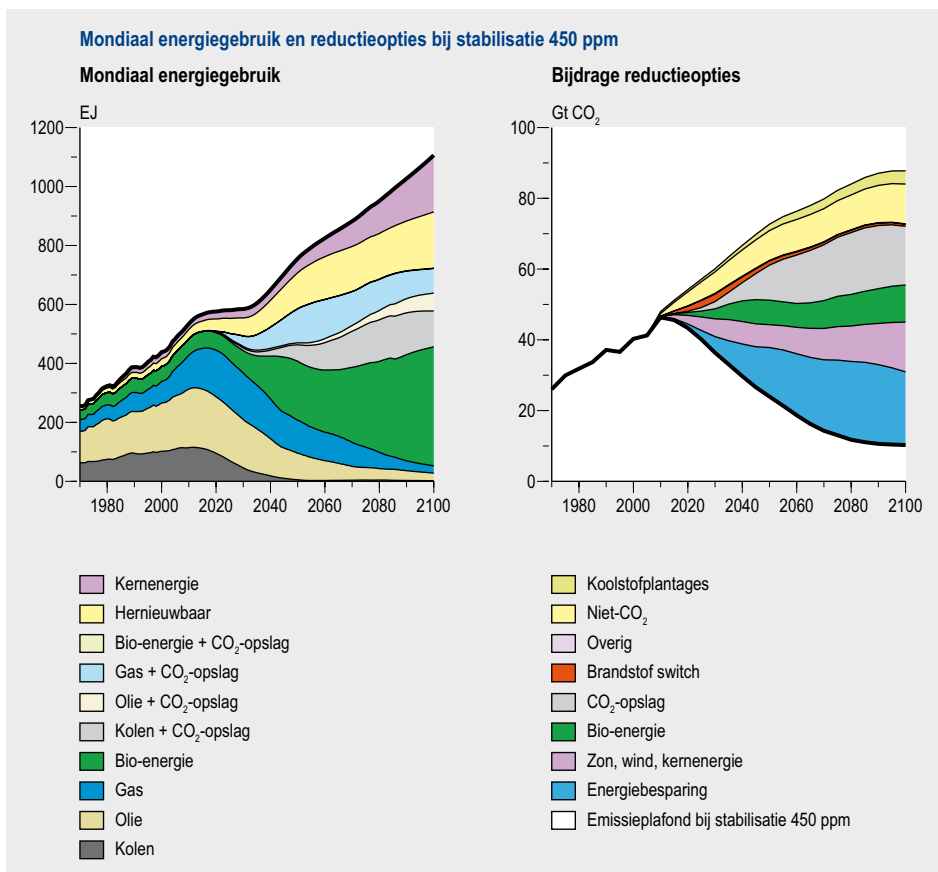 Mondiaal energiegebruik en reductieopties bij stabilisatie 450 ppm
Mondiaal energiegebruik
EJ
1200
1000
800
600
400
200
0
1980 2000 2020 2040 2060 2080 2100
Kernenergie
Hernieuwbaar
Bio-energie + CO₂-opslag
Gas + CO₂-opslag
Olie + CO₂-opslag
Kolen + CO₂-opslag
Bio-energie
Gas
Olie
Kolen
Bijdrage reductieopties
Gt CO₂
100
80
60
40
20
0
1980 2000 2020 2040 2060 2080 2100
Koolstofplantages
Niet-CO₂
Overig
Brandstof switch
CO₂-opslag
Bio-energie
Zon, wind, kernenergie
Energiebesparing
Emissieplafond bij stabilisatie 450 ppm